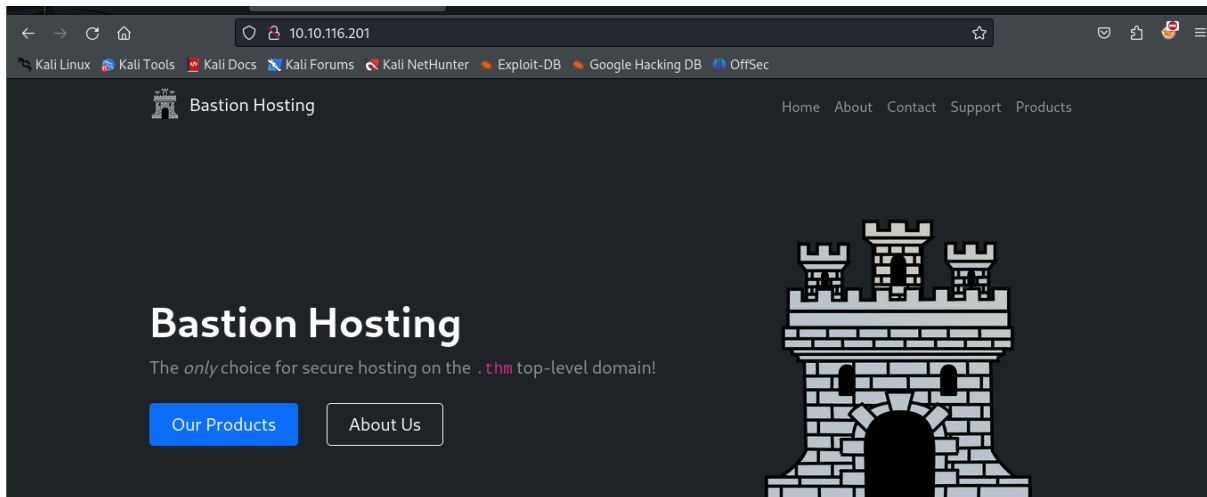 10.10.116.201
Kali Linux Kali Tools Kali Docs Kali Forums Kali NetHunter Exploit-DB Google Hacking DB OffSec
Bastion Hosting Home About Contact Support Products
Bastion Hosting
The only choice for secure hosting on the .thm top-level domain!
Our Products About Us